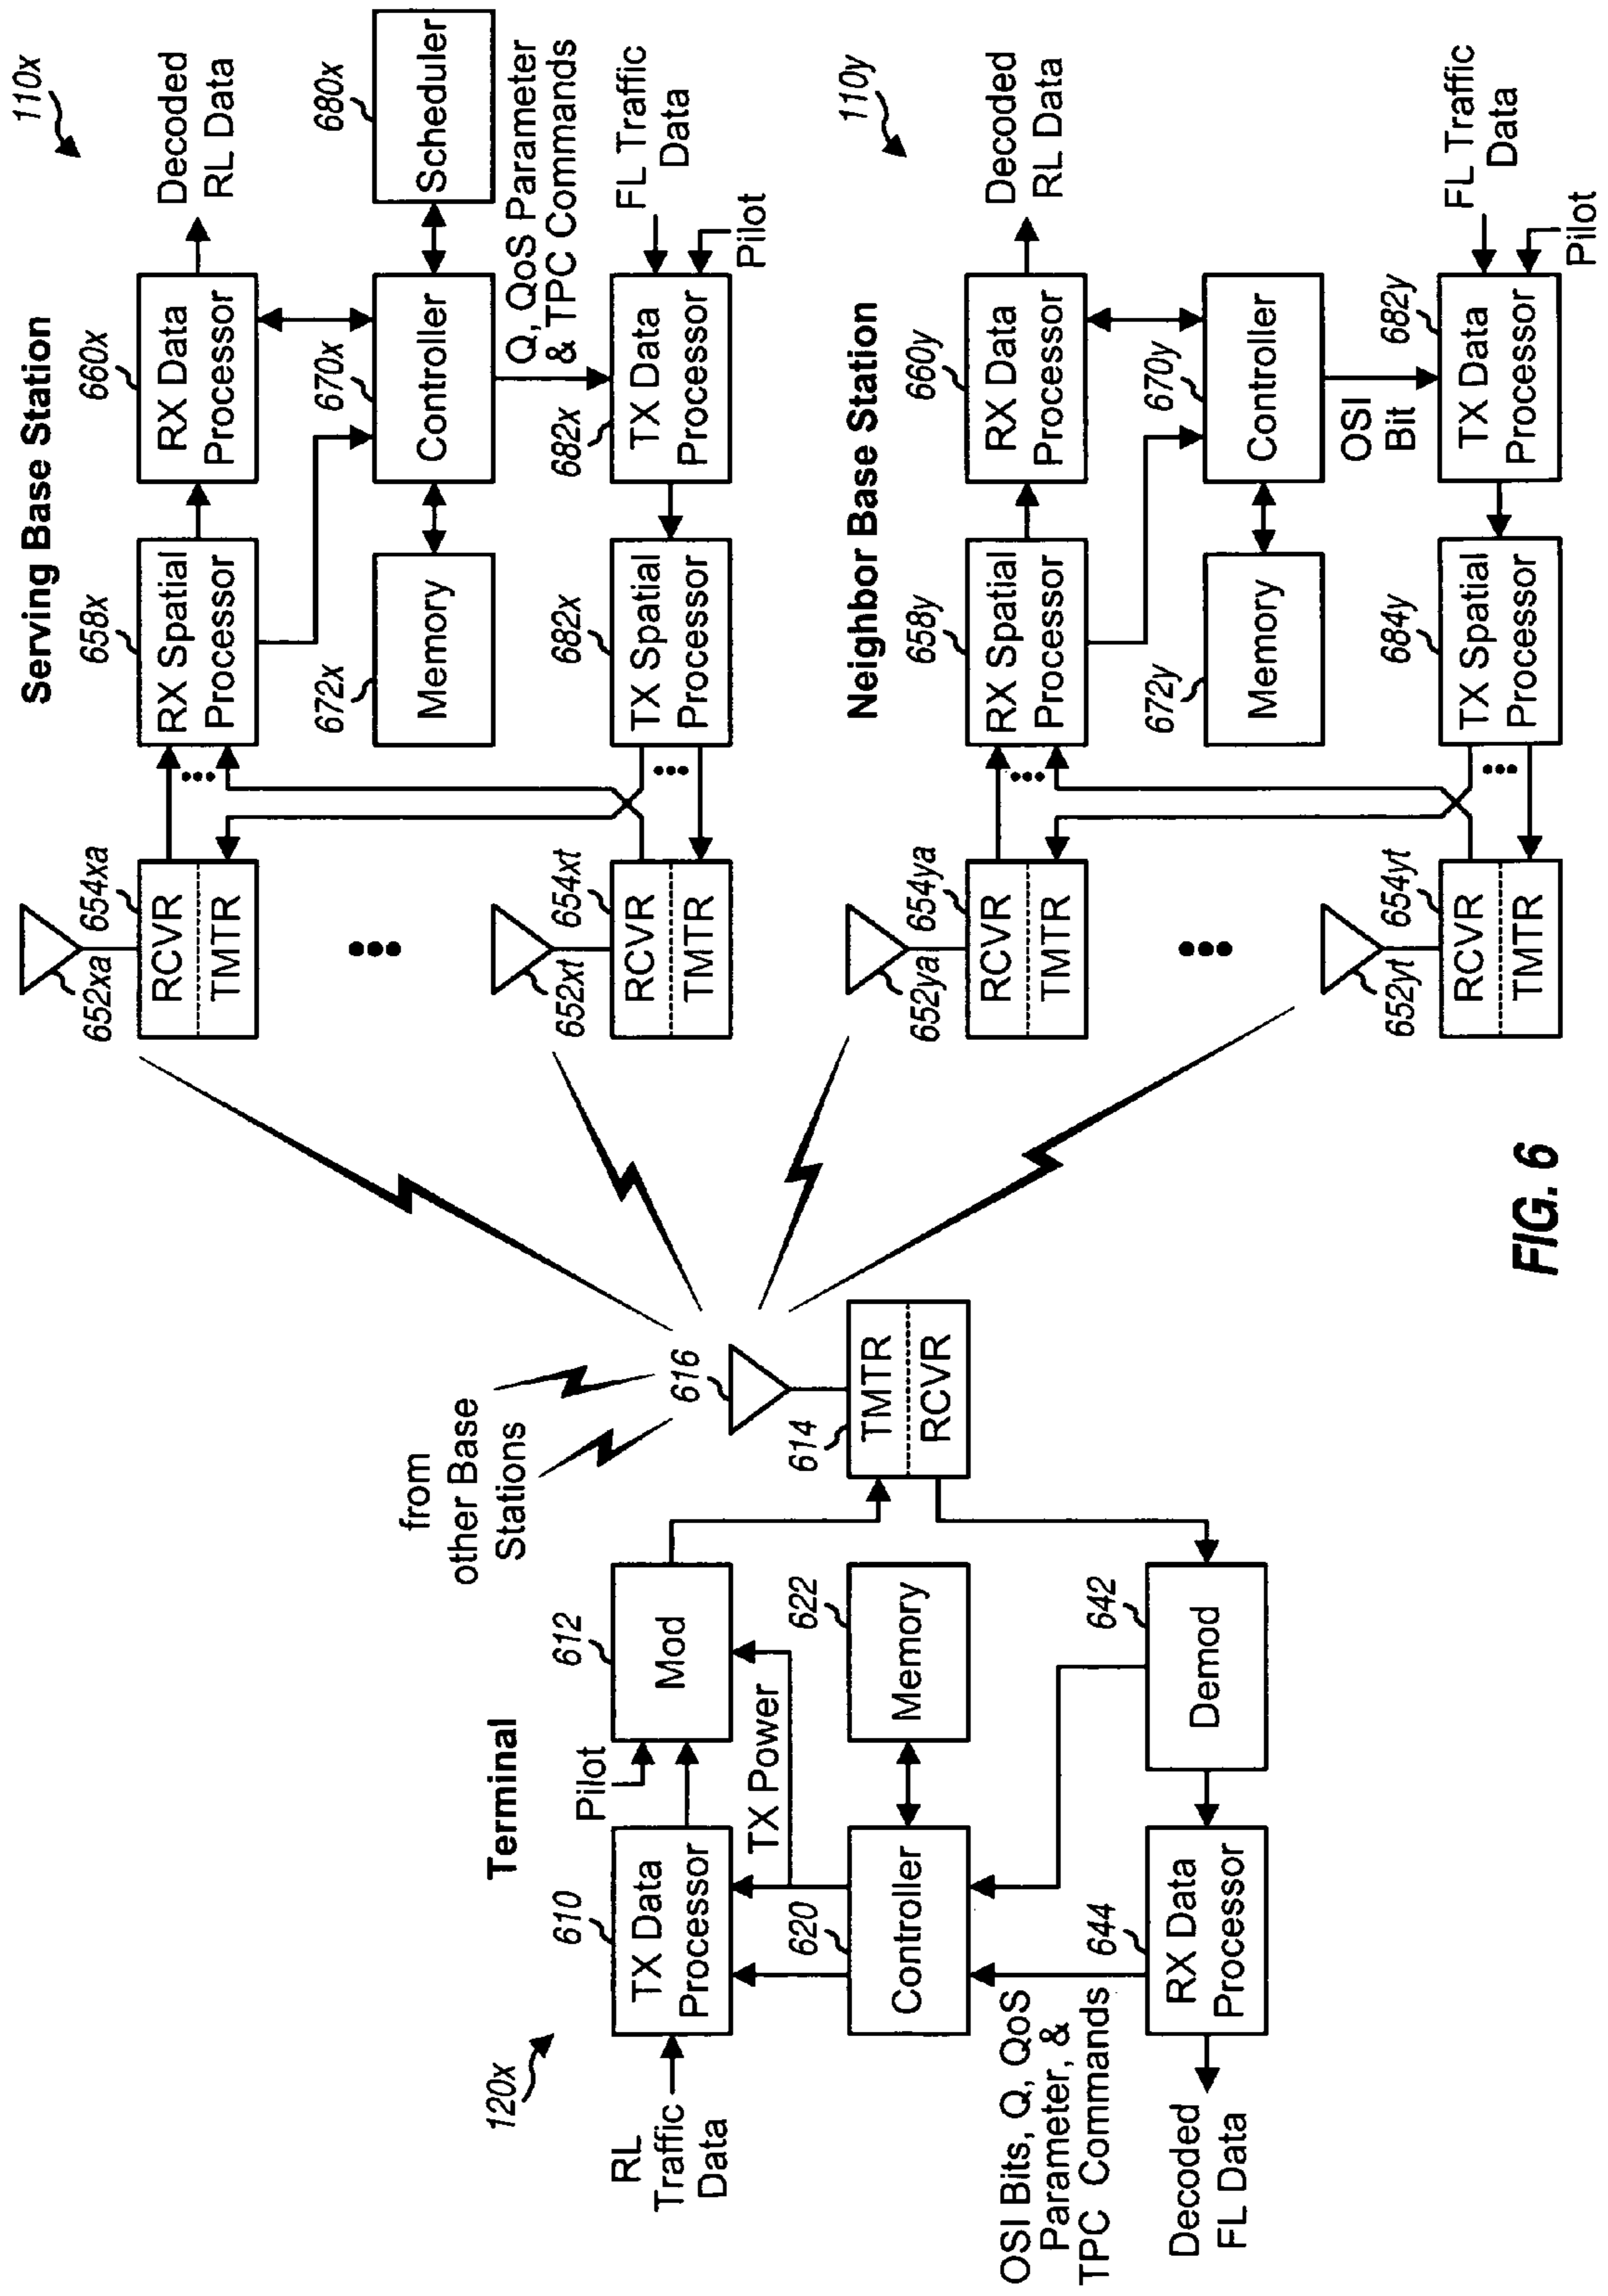 Serving Base Station
110x
652xa
654xa
RCVR
TMTR
658x
RX Spatial
Processor
660x
RX Data
Processor
Decoded
RL Data
672x
Memory
670x
Controller
680x
Scheduler
Q, QoS Parameter
& TPC Commands
652xt
654xt
RCVR
TMTR
682x
TX Spatial
Processor
682x
TX Data
Processor
FL Traffic
Data
Pilot
Neighbor Base Station
110y
652ya
654ya
RCVR
TMTR
658y
RX Spatial
Processor
660y
RX Data
Processor
Decoded
RL Data
672y
Memory
670y
Controller
OSI
Bit
652yt
654yt
RCVR
TMTR
684y
TX Spatial
Processor
682y
TX Data
Processor
FL Traffic
Data
Pilot
from
other Base
Stations
616
614
TMTR
RCVR
Terminal
120x
RL
Traffic
Data
610
TX Data
Processor
Pilot
612
Mod
TX Power
620
Controller
622
Memory
OSI Bits, Q, QoS
Parameter, &
TPC Commands
644
RX Data
Processor
642
Demod
Decoded
FL Data
FIG. 6